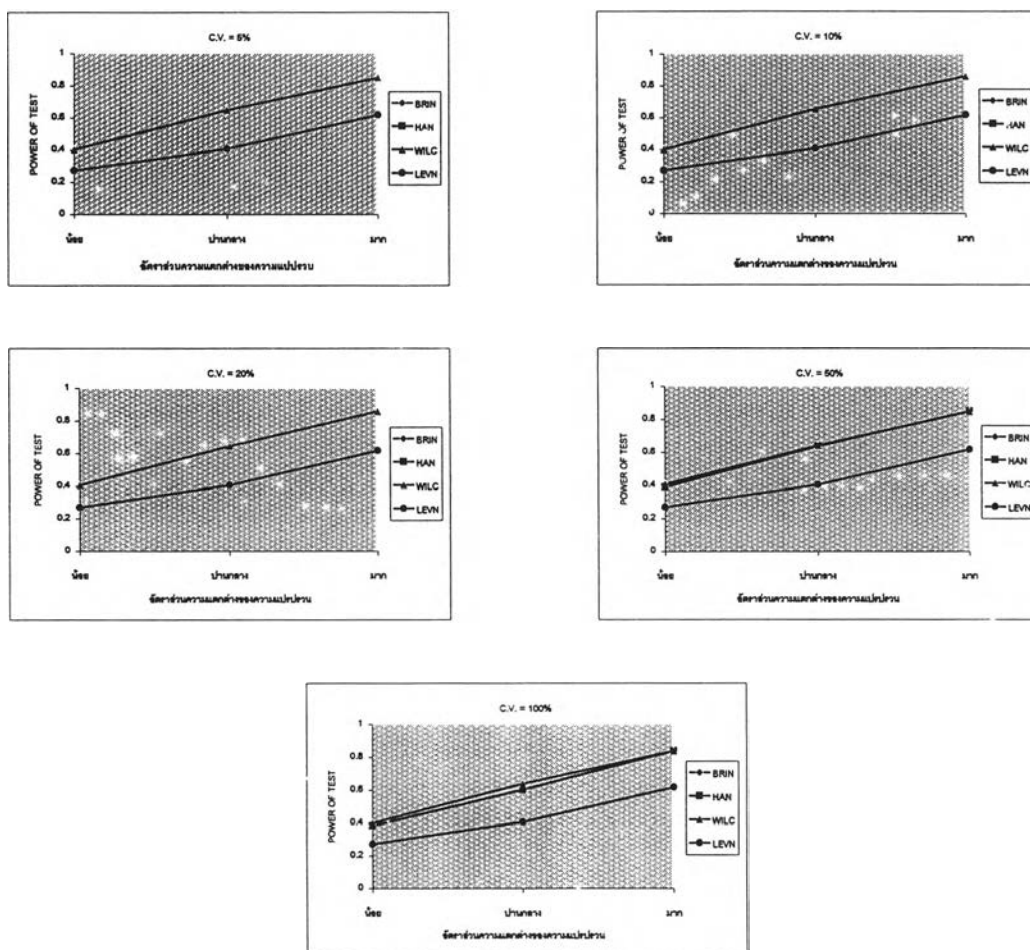 C.V. = 5%
POWER OF TEST
1
0.8
0.6
0.4
0.2
0
น้อย
ปานกลาง
มาก
อัตราส่วนความแตกต่างของความแปรปรวน
BRIN
HAN
WILC
LEVN
C.V. = 10%
POWER OF TEST
1
0.8
0.6
0.4
0.2
0
น้อย
ปานกลาง
มาก
อัตราส่วนความแตกต่างของความแปรปรวน
BRIN
HAN
WILC
LEVN
C.V. = 20%
POWER OF TEST
1
0.8
0.6
0.4
0.2
0
น้อย
ปานกลาง
มาก
อัตราส่วนความแตกต่างของความแปรปรวน
BRIN
HAN
WILC
LEVN
C.V. = 50%
POWER OF TEST
1
0.8
0.6
0.4
0.2
0
น้อย
ปานกลาง
มาก
อัตราส่วนความแตกต่างของความแปรปรวน
BRIN
HAN
WILC
LEVN
C.V. = 100%
POWER OF TEST
1
0.8
0.6
0.4
0.2
0
น้อย
ปานกลาง
มาก
อัตราส่วนความแตกต่างของความแปรปรวน
BRIN
HAN
WILC
LEVN